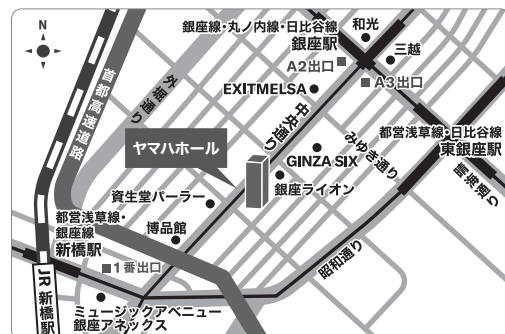 N
首都高速道路
外堀通り
銀座線・丸ノ内線・日比谷線
銀座駅
和光
三越
A2出口
A3出口
EXITMELSA
中央通り
都営浅草線・日比谷線
東銀座駅
みゆき通り
晴海通り
ヤマハホール
GINZA SIX
銀座ライオン
資生堂パーラー
都営浅草線・
銀座線
新橋駅
博品館
昭和通り
1番出口
JR 新橋駅
ミュージックアベニュー
銀座アネックス